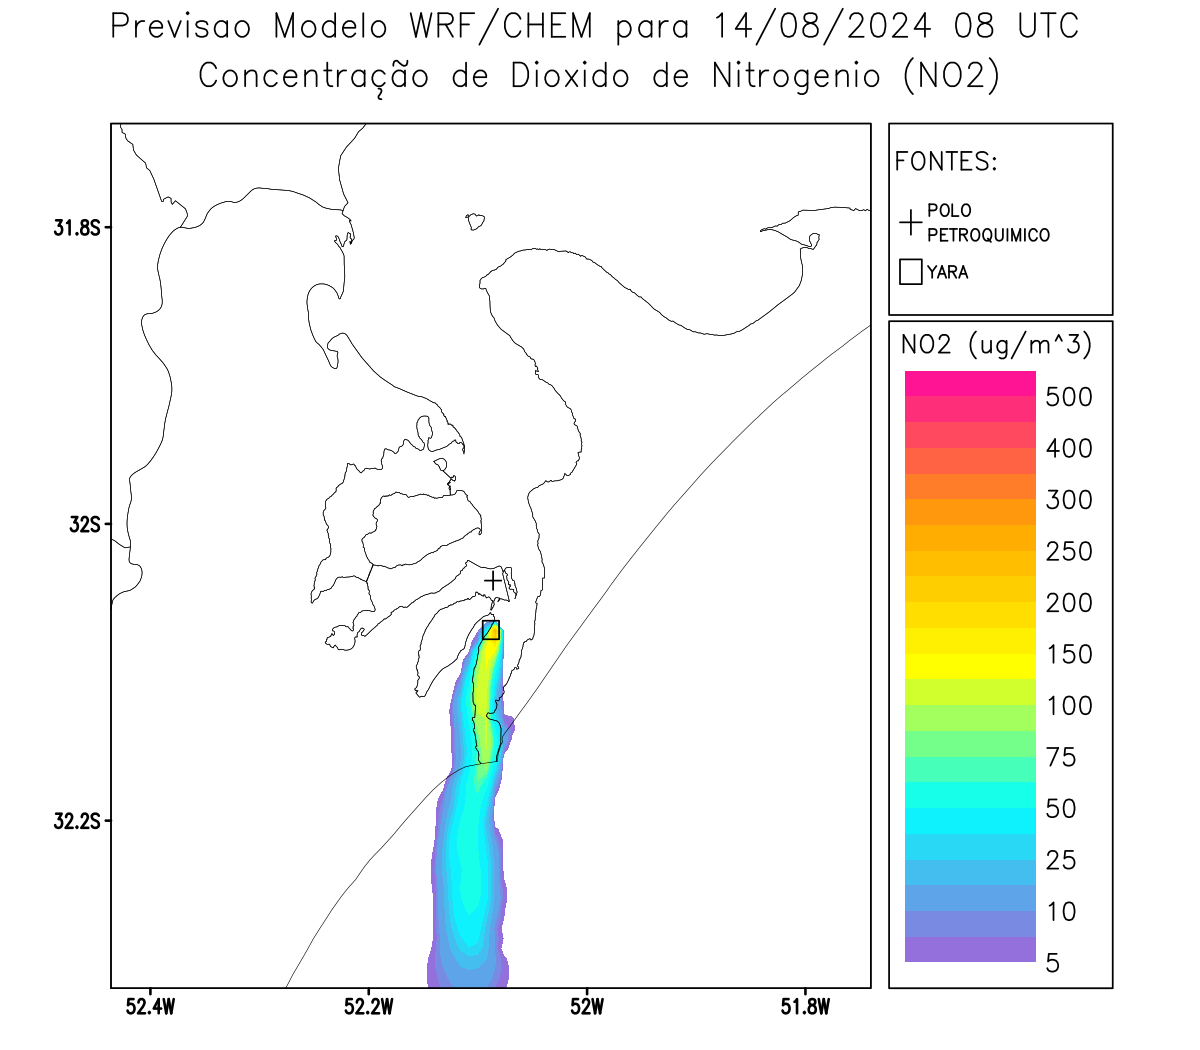 Previsao Modelo WRF/CHEM para 14/08/2024 08 UTC
Concentração de Dioxido de Nitrogenio (NO2)
FONTES:
POLO
PETROQUIMICO
YARA
NO2 (ug/m^3)
500
400
300
250
200
150
100
75
50
25
10
5
31.8S
32S
32.2S
52.4W
52.2W
52W
51.8W